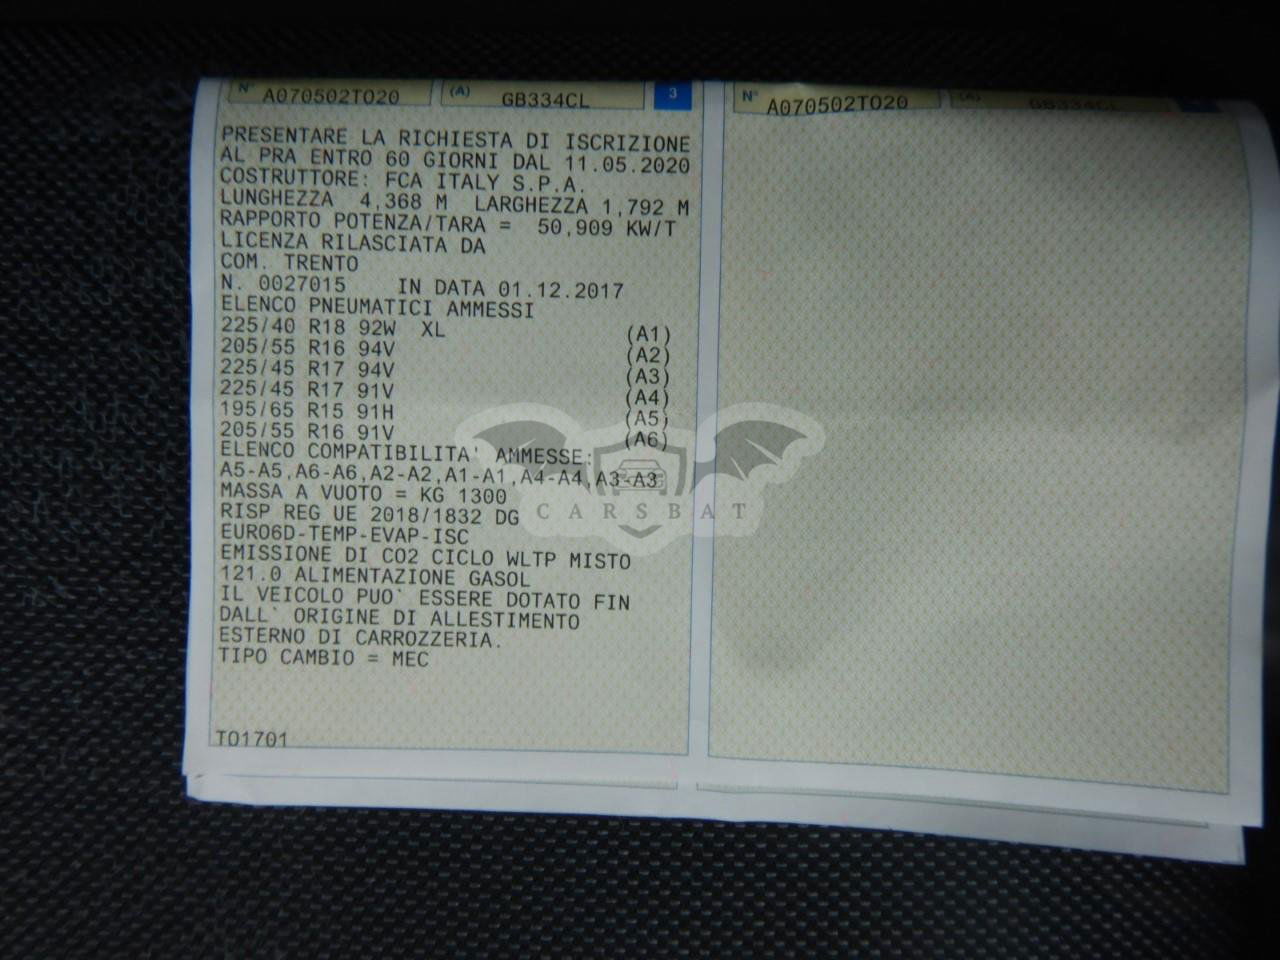 N° A070502TO20 (A) GB334CL 3
PRESENTARE LA RICHIESTA DI ISCRIZIONE
AL PRA ENTRO 60 GIORNI DAL 11.05.2020
COSTRUTTORE: FCA ITALY S.P.A.
LUNGHEZZA 4,368 M LARGHEZZA 1,792 M
RAPPORTO POTENZA/TARA = 50,909 KW/T
LICENZA RILASCIATA DA
COM. TRENTO
N. 0027015 IN DATA 01.12.2017
ELENCO PNEUMATICI AMMESSI
225/40 R18 92W XL (A1)
205/55 R16 94V (A2)
225/45 R17 94V (A3)
225/45 R17 91V (A4)
195/65 R15 91H (A5)
205/55 R16 91V (A6)
ELENCO COMPATIBILITA` AMMESSE:
A5-A5,A6-A6,A2-A2,A1-A1,A4-A4,A3-A3
MASSA A VUOTO = KG 1300
RISP REG UE 2018/1832 DG
EURO6D-TEMP-EVAP-ISC
EMISSIONE DI CO2 CICLO WLTP MISTO
121.0 ALIMENTAZIONE GASOL
IL VEICOLO PUO` ESSERE DOTATO FIN
DALL` ORIGINE DI ALLESTIMENTO
ESTERNO DI CARROZZERIA.
TIPO CAMBIO = MEC
TO1701
N° A070502TO20 (A) GB334CL
CARSBAT